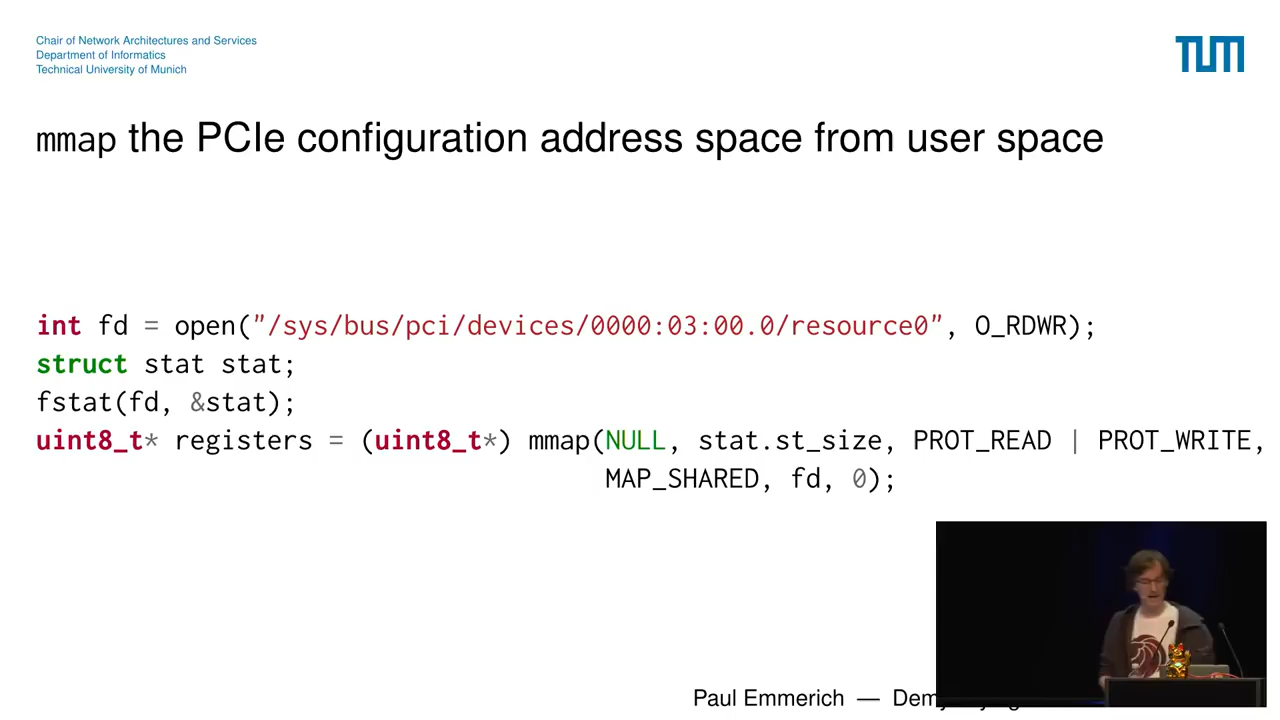 Chair of Network Architectures and Services
Department of Informatics
Technical University of Munich
TUM
mmap the PCIe configuration address space from user space
int fd = open("/sys/bus/pci/devices/0000:03:00.0/resource0", O_RDWR);
struct stat stat;
fstat(fd, &stat);
uint8_t* registers = (uint8_t*) mmap(NULL, stat.st_size, PROT_READ | PROT_WRITE,
MAP_SHARED, fd, 0);
Paul Emmerich —